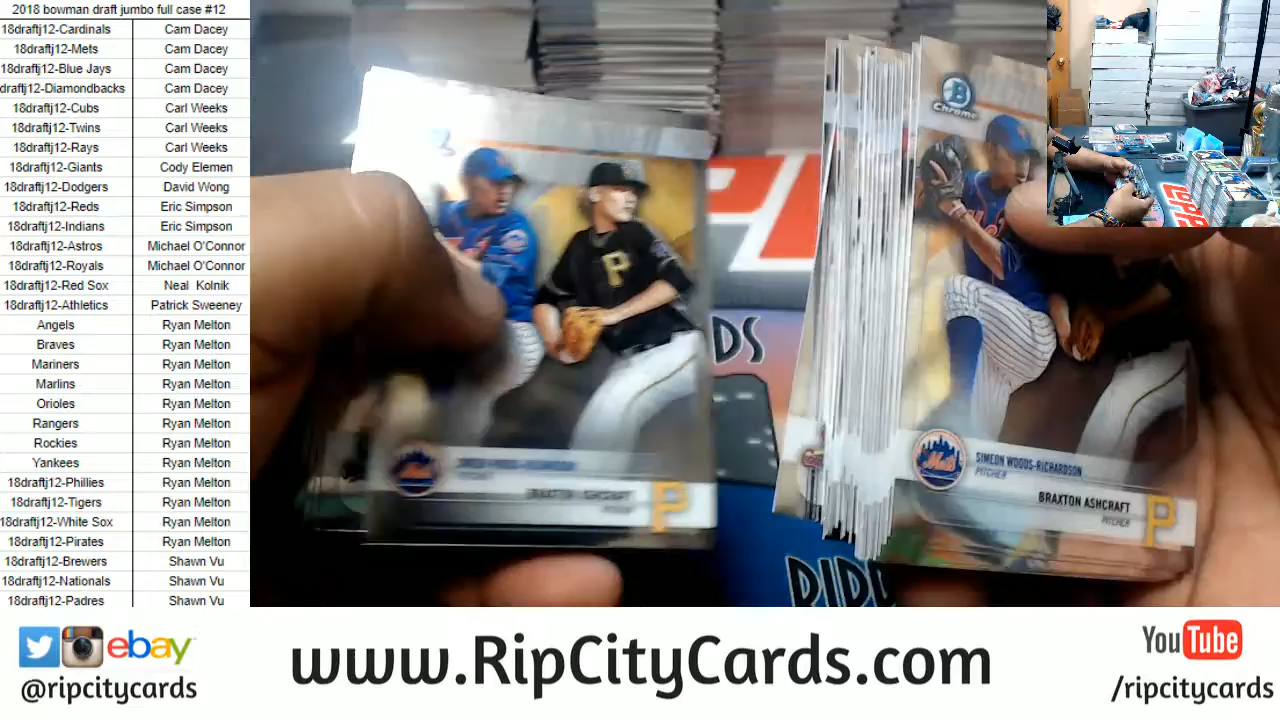 2018 bowman draft jumbo full case #12
18draftj12-Cardinals Cam Dacey
18draftj12-Mets Cam Dacey
18draftj12-Blue Jays Cam Dacey
draftj12-Diamondbacks Cam Dacey
18draftj12-Cubs Carl Weeks
18draftj12-Twins Carl Weeks
18draftj12-Rays Carl Weeks
18draftj12-Giants Cody Elemen
18draftj12-Dodgers David Wong
18draftj12-Reds Eric Simpson
18draftj12-Indians Eric Simpson
18draftj12-Astros Michael O'Connor
18draftj12-Royals Michael O'Connor
18draftj12-Red Sox Neal Kolnik
18draftj12-Athletics Patrick Sweeney
Angels Ryan Melton
Braves Ryan Melton
Mariners Ryan Melton
Marlins Ryan Melton
Orioles Ryan Melton
Rangers Ryan Melton
Rockies Ryan Melton
Yankees Ryan Melton
18draftj12-Phillies Ryan Melton
18draftj12-Tigers Ryan Melton
18draftj12-White Sox Ryan Melton
18draftj12-Pirates Ryan Melton
18draftj12-Brewers Shawn Vu
18draftj12-Nationals Shawn Vu
18draftj12-Padres Shawn Vu
B
Chrome
Mets
SIMEON WOODS-RICHARDSON
PITCHER
BRAXTON ASHCRAFT
PITCHER
P
BRAXTON ASHCRAFT
P
DS
TOPPS
ebay
@ripcitycards
www.RipCityCards.com
YouTube
/ripcitycards